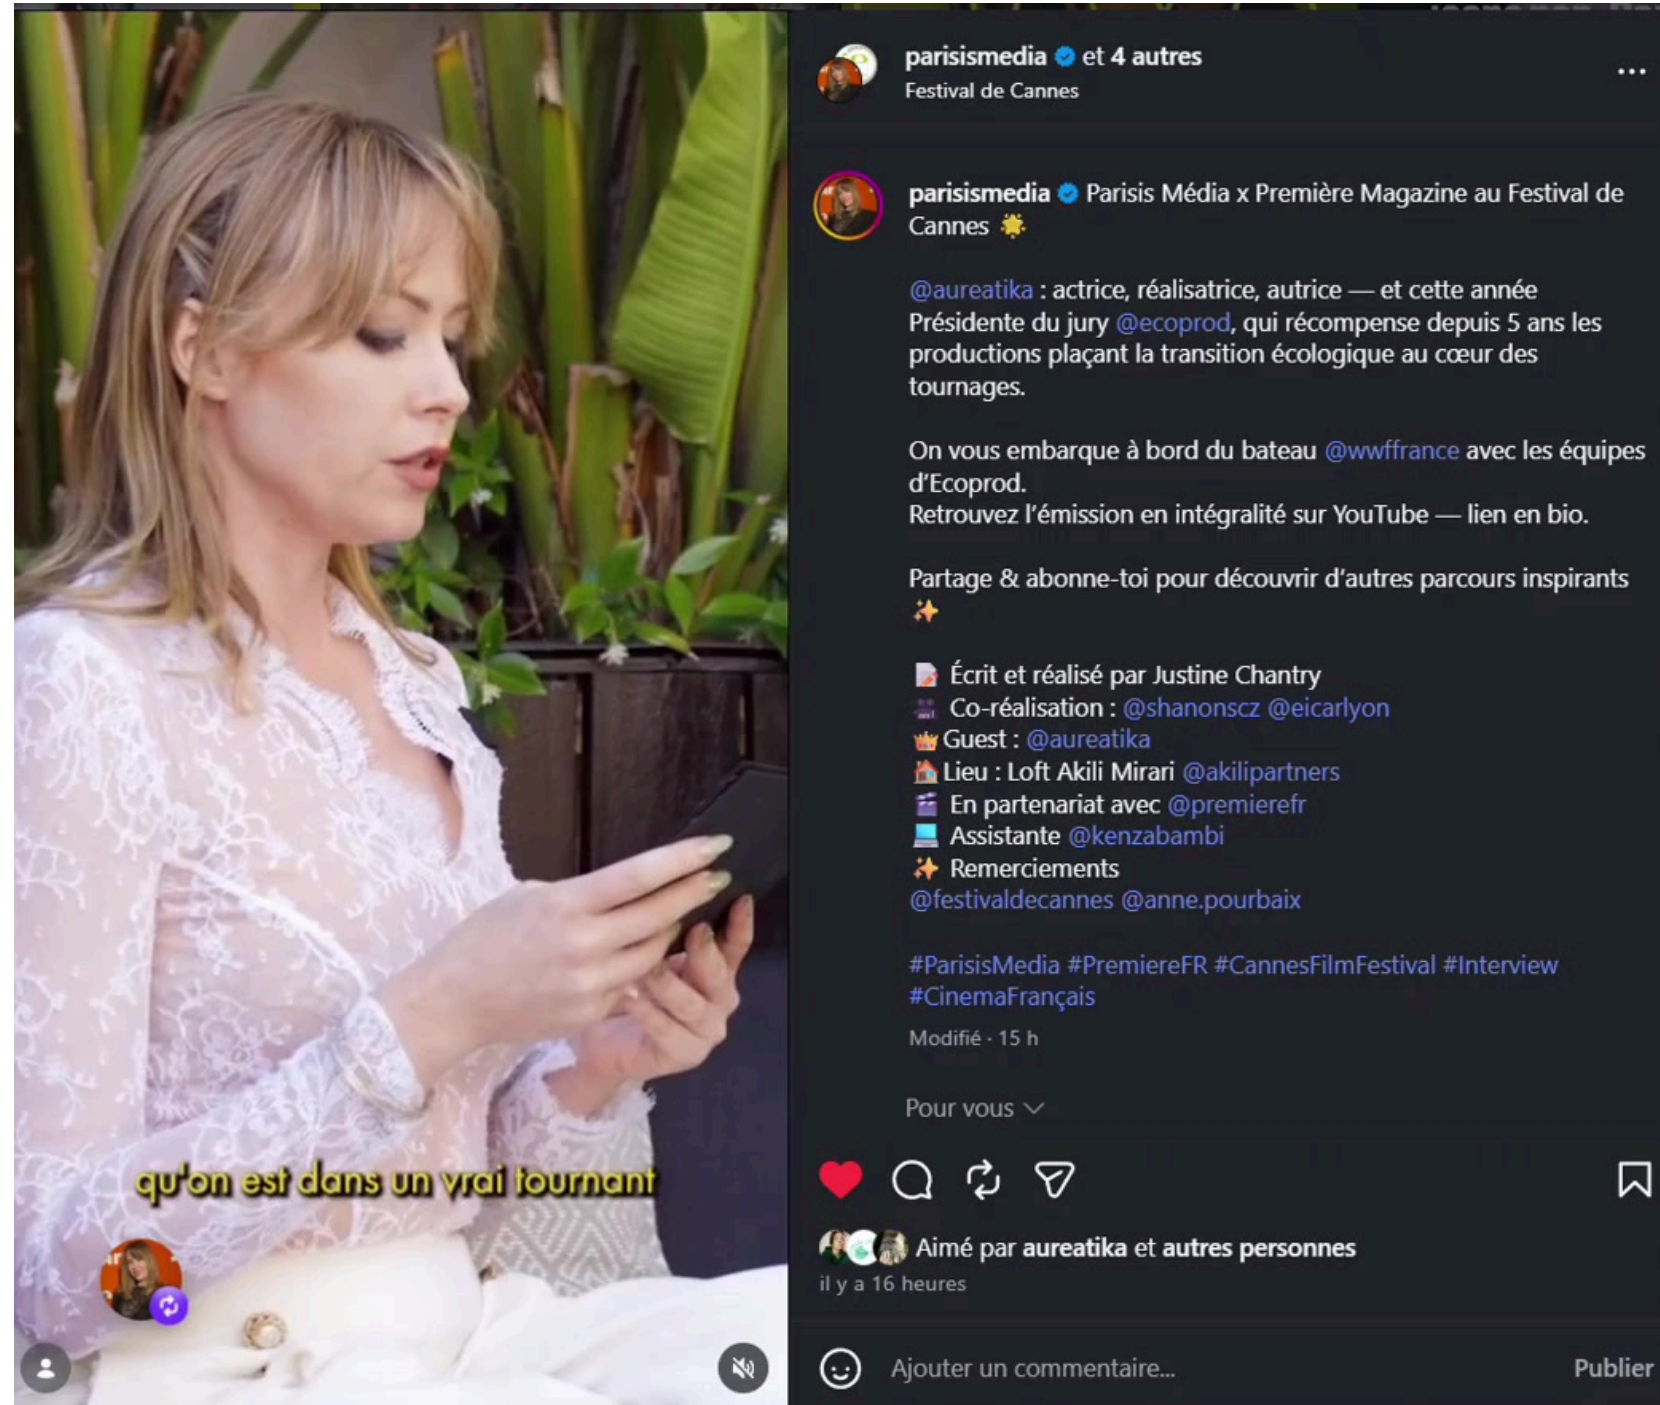 parisismedia et 4 autres
Festival de Cannes
parisismedia Parisis Média x Première Magazine au Festival de
Cannes 🌟
@aureatika : actrice, réalisatrice, autrice — et cette année
Présidente du jury @ecoprod, qui récompense depuis 5 ans les
productions plaçant la transition écologique au cœur des
tournages.
On vous embarque à bord du bateau @wwffrance avec les équipes
d'Ecoprod.
Retrouvez l'émission en intégralité sur YouTube — lien en bio.
Partage & abonne-toi pour découvrir d'autres parcours inspirants
✨
📝 Écrit et réalisé par Justine Chantry
🎥 Co-réalisation : @shanonscz @eicarlyon
👑Guest : @aureatika
🏠Lieu : Loft Akili Mirari @akilipartners
🎬 En partenariat avec @premierefr
💻 Assistante @kenzabambi
✨ Remerciements
@festivaldecannes @anne.pourbaix
#ParisisMedia #PremiereFR #CannesFilmFestival #Interview
#CinemaFrançais
Modifié · 15 h
Pour vous
Aimé par aureatika et autres personnes
il y a 16 heures
Ajouter un commentaire...
Publier
qu'on est dans un vrai tournant